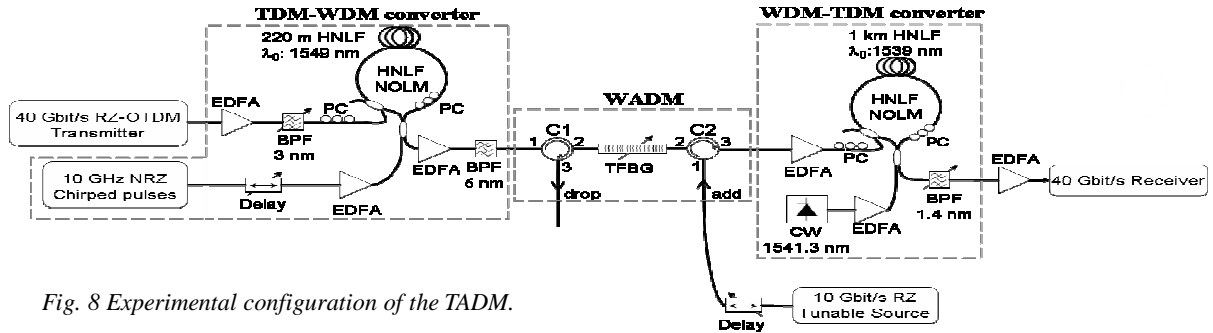 TDM-WDM converter
220 m HNLF
λ0: 1549 nm
HNLF
NOLM
PC
PC
EDFA
40 Gbit/s RZ-OTDM
Transmitter
BPF
3 nm
10 GHz NRZ
Chirped pulses
Delay
EDFA
EDFA
BPF
6 nm
WADM
C1
1
2
3
drop
TFBG
C2
2
3
1
add
WDM-TDM converter
1 km HNLF
λ0:1539 nm
HNLF
NOLM
PC
PC
EDFA
CW
1541.3 nm
EDFA
BPF
1.4 nm
EDFA
40 Gbit/s Receiver
10 Gbit/s RZ
Tunable Source
Delay
Fig. 8 Experimental configuration of the TADM.